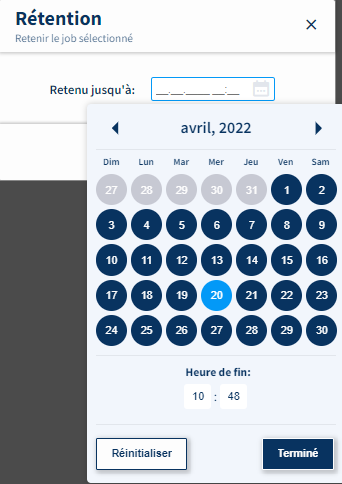 Rétention
Retenir le job sélectionné
Retenu jusqu'à: __.__.____ __:__
avril, 2022
Dim Lun Mar Mer Jeu Ven Sam
27 28 29 30 31 1 2
3 4 5 6 7 8 9
10 11 12 13 14 15 16
17 18 19 20 21 22 23
24 25 26 27 28 29 30
Heure de fin:
10 : 48
Réinitialiser Terminé